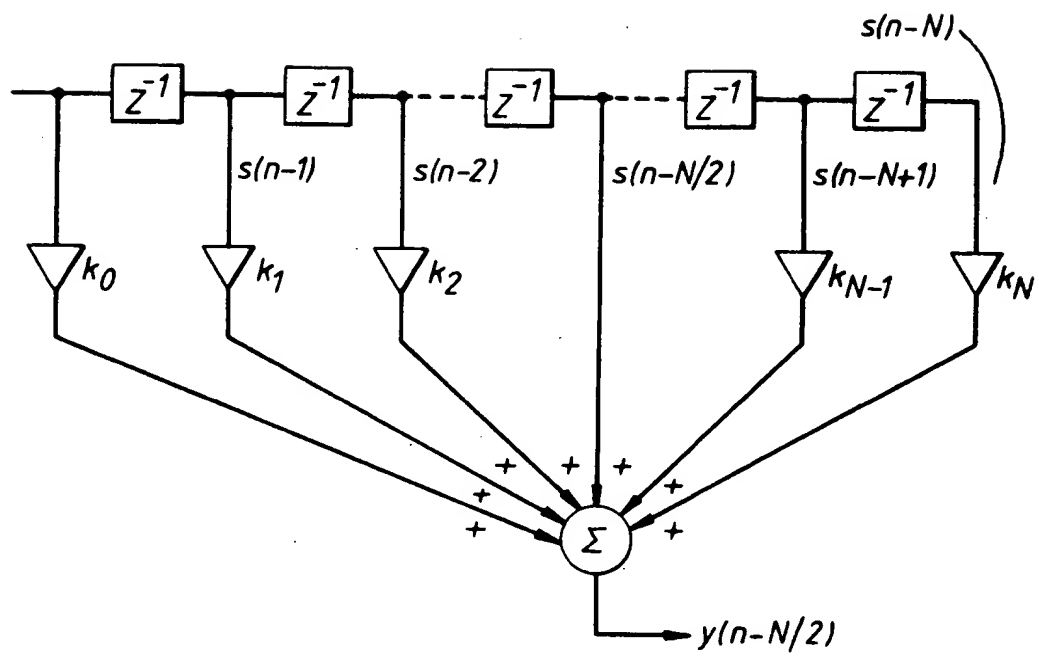 s(n-N)
z⁻¹ z⁻¹ z⁻¹ z⁻¹ z⁻¹
s(n-1) s(n-2) s(n-N/2) s(n-N+1)
k₀ k₁ k₂ k_{N-1} k_N
+ + +
+ +
+ +
Σ
y(n-N/2)